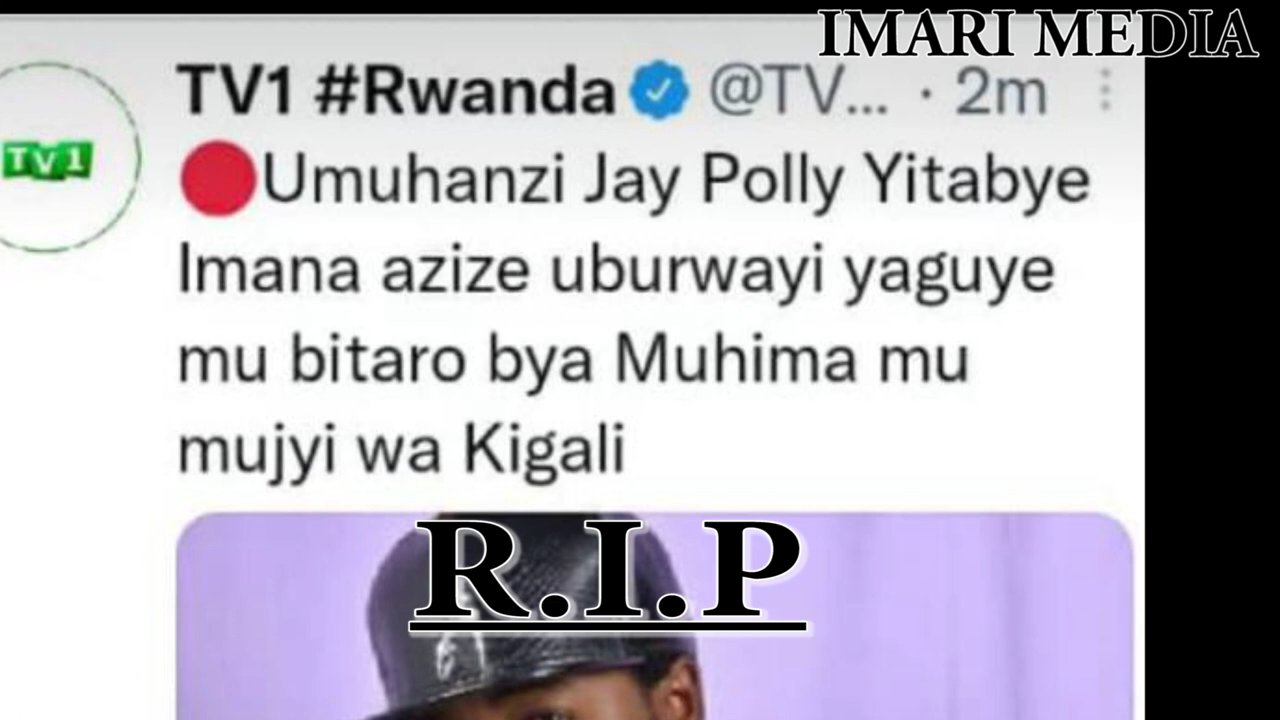 IMARI MEDIA
TV1 #Rwanda @TV... · 2m
TV1
Umuhanzi Jay Polly Yitabye
Imana azize uburwayi yaguye
mu bitaro bya Muhima mu
mujyi wa Kigali
R.I.P